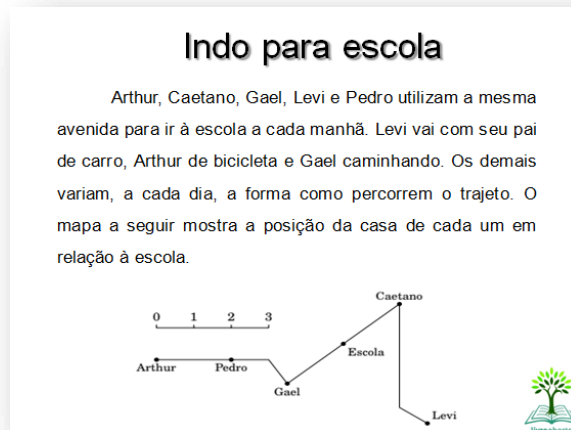 Indo para escola
Arthur, Caetano, Gael, Levi e Pedro utilizam a mesma
avenida para ir à escola a cada manhã. Levi vai com seu pai
de carro, Arthur de bicicleta e Gael caminhando. Os demais
variam, a cada dia, a forma como percorrem o trajeto. O
mapa a seguir mostra a posição da casa de cada um em
relação à escola.
Caetano
0 1 2 3
Escola
Arthur Pedro
Gael
Levi